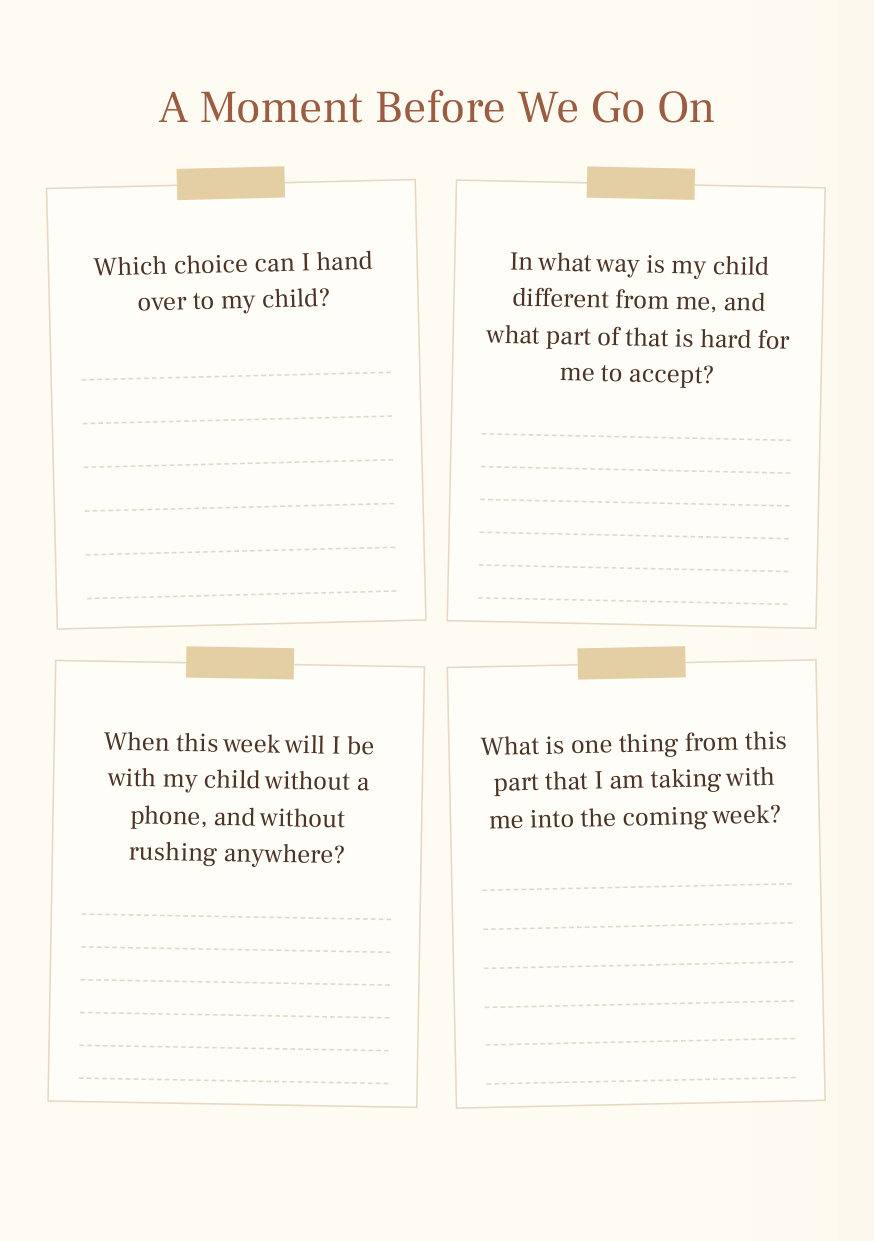 A Moment Before We Go On
Which choice can I hand
over to my child?
In what way is my child
different from me, and
what part of that is hard for
me to accept?
When this week will I be
with my child without a
phone, and without
rushing anywhere?
What is one thing from this
part that I am taking with
me into the coming week?